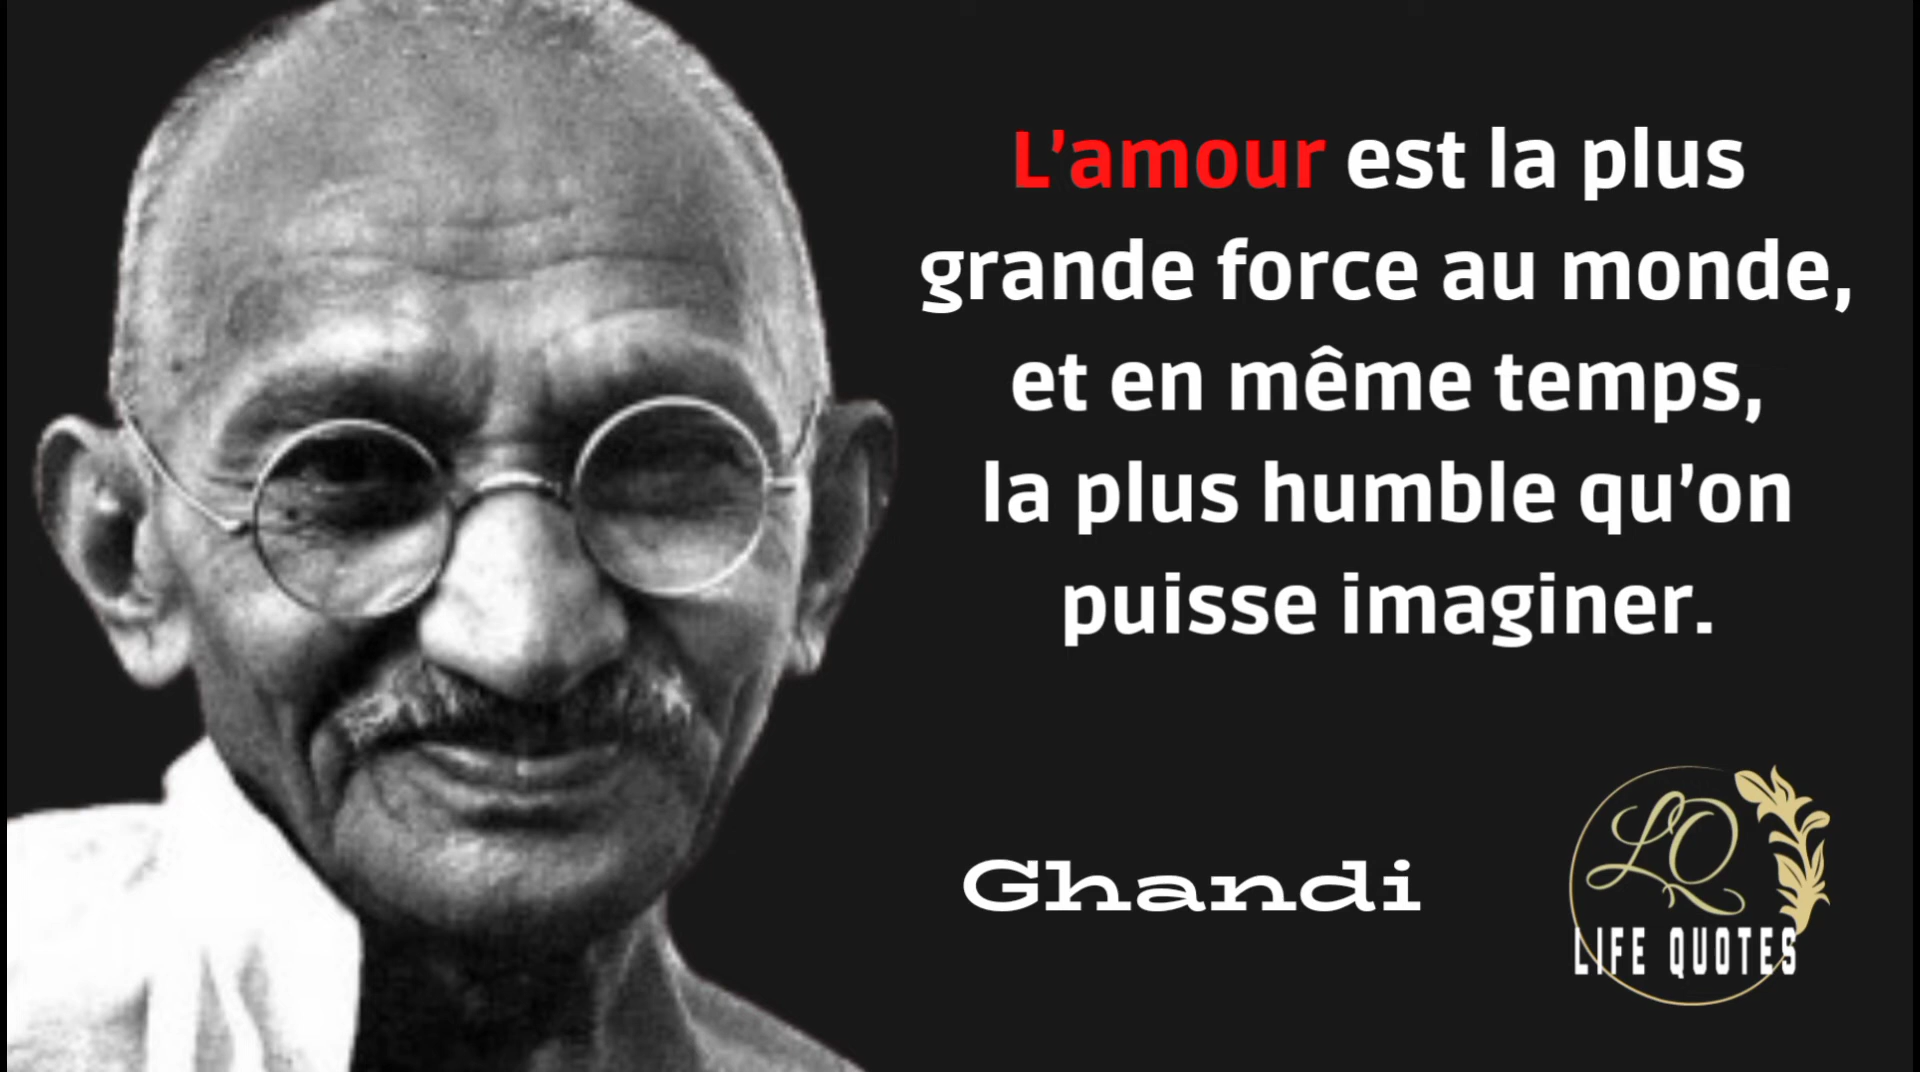 L'amour est la plus
grande force au monde,
et en même temps,
la plus humble qu'on
puisse imaginer.
Ghandi
LQ
LIFE QUOTES